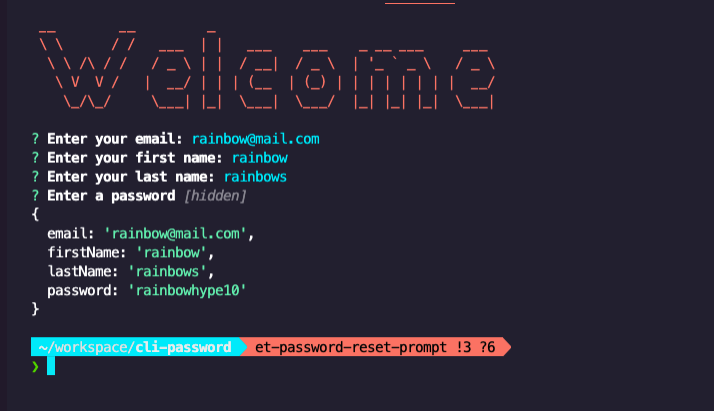 Welcome
? Enter your email: rainbow@mail.com
? Enter your first name: rainbow
? Enter your last name: rainbows
? Enter a password [hidden]
{
  email: 'rainbow@mail.com',
  firstName: 'rainbow',
  lastName: 'rainbows',
  password: 'rainbowhype10'
}
~/workspace/cli-password et-password-reset-prompt !3 ?6
❯